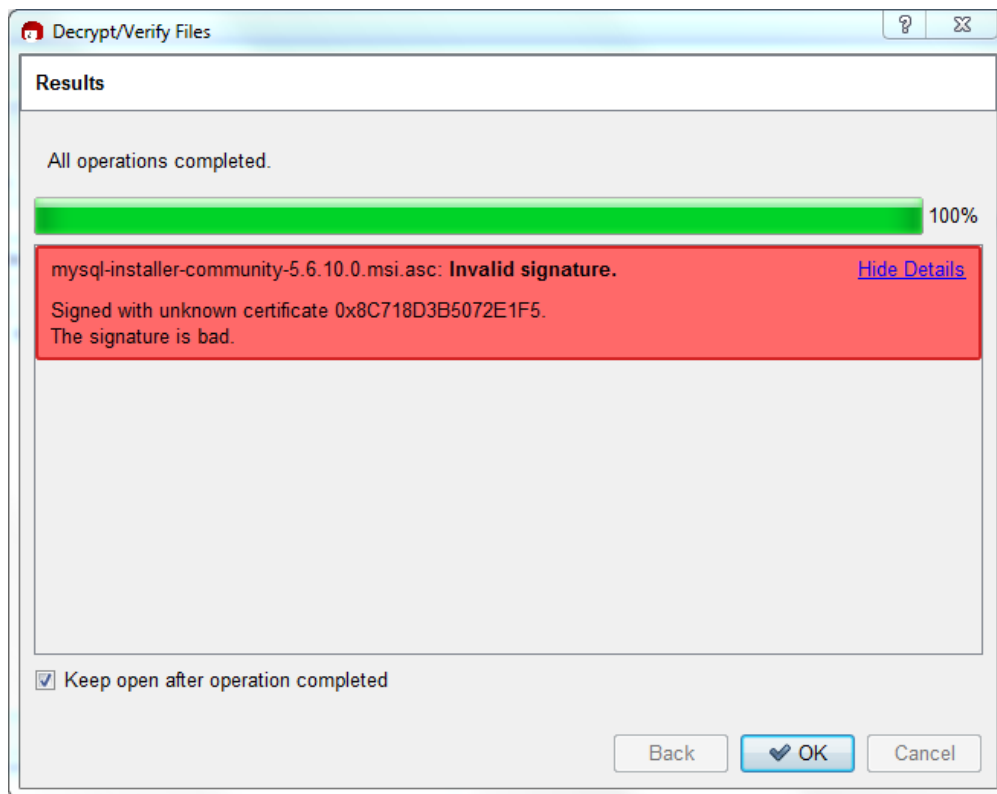 Decrypt/Verify Files
Results
All operations completed.
100%
mysql-installer-community-5.6.10.0.msi.asc: Invalid signature. Hide Details
Signed with unknown certificate 0x8C718D3B5072E1F5.
The signature is bad.
Keep open after operation completed
Back OK Cancel